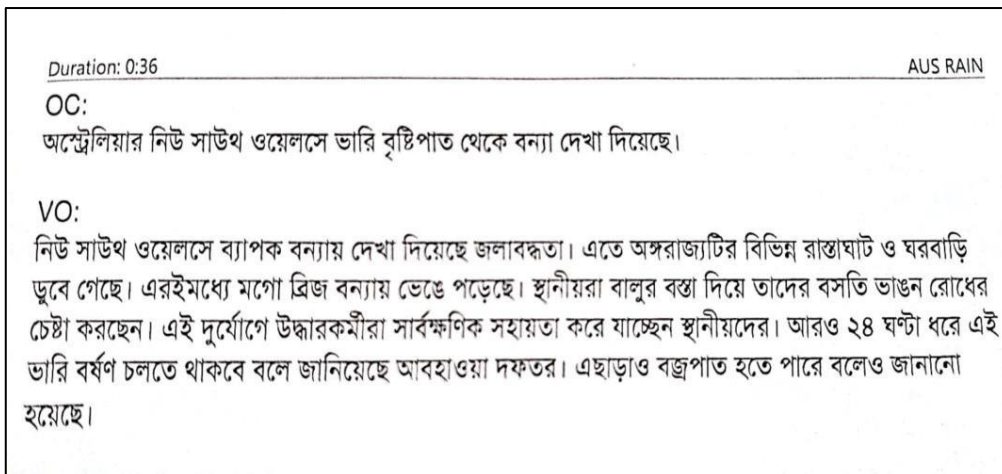 Duration: 0:36 AUS RAIN
OC:
অস্ট্রেলিয়ার নিউ সাউথ ওয়েলসে ভারি বৃষ্টিপাত থেকে বন্যা দেখা দিয়েছে।
VO:
নিউ সাউথ ওয়েলসে ব্যাপক বন্যায় দেখা দিয়েছে জলাবদ্ধতা। এতে অঙ্গরাজ্যটির বিভিন্ন রাস্তাঘাট ও ঘরবাড়ি
ডুবে গেছে। এরইমধ্যে মগো ব্রিজ বন্যায় ভেঙে পড়েছে। স্থানীয়রা বালুর বস্তা দিয়ে তাদের বসতি ভাঙন রোধের
চেষ্টা করছেন। এই দুর্যোগে উদ্ধারকর্মীরা সার্বক্ষণিক সহায়তা করে যাচ্ছেন স্থানীয়দের। আরও ২৪ ঘণ্টা ধরে এই
ভারি বর্ষণ চলতে থাকবে বলে জানিয়েছে আবহাওয়া দফতর। এছাড়াও বজ্রপাত হতে পারে বলেও জানানো
হয়েছে।